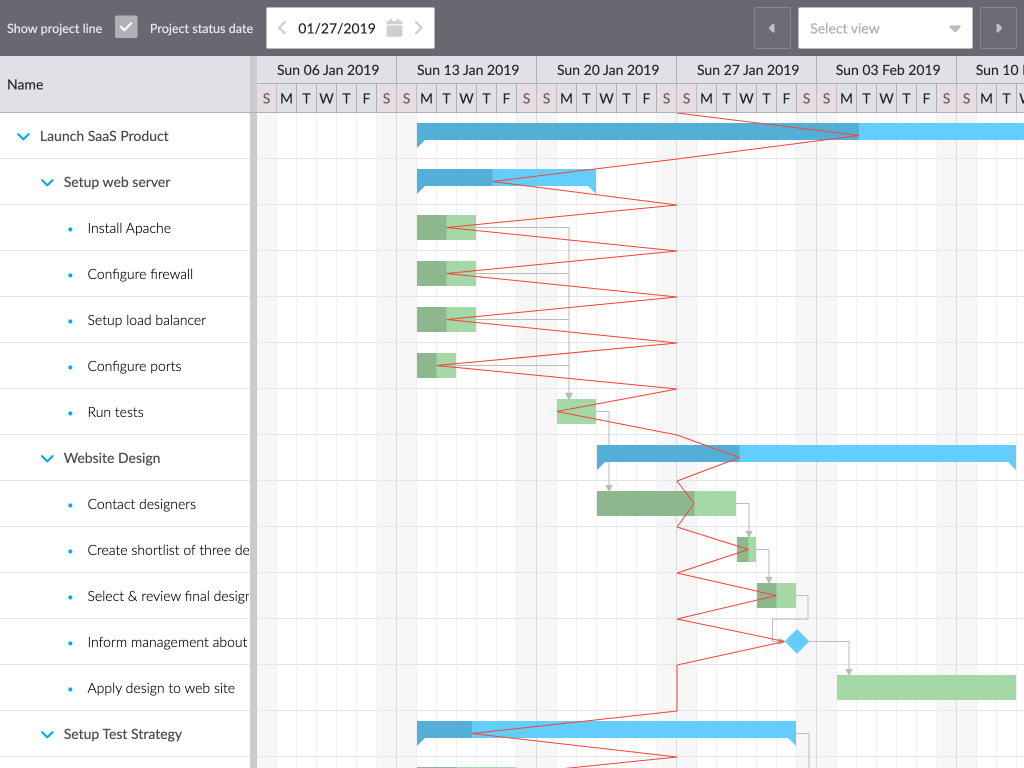 Show project line Project status date 01/27/2019 Select view
Name
Sun 06 Jan 2019 Sun 13 Jan 2019 Sun 20 Jan 2019 Sun 27 Jan 2019 Sun 03 Feb 2019 Sun 10
S M T W T F S S M T W T F S S M T W T F S S M T W T F S S M T W T F S S M T
Launch SaaS Product
Setup web server
Install Apache
Configure firewall
Setup load balancer
Configure ports
Run tests
Website Design
Contact designers
Create shortlist of three de
Select & review final design
Inform management about
Apply design to web site
Setup Test Strategy